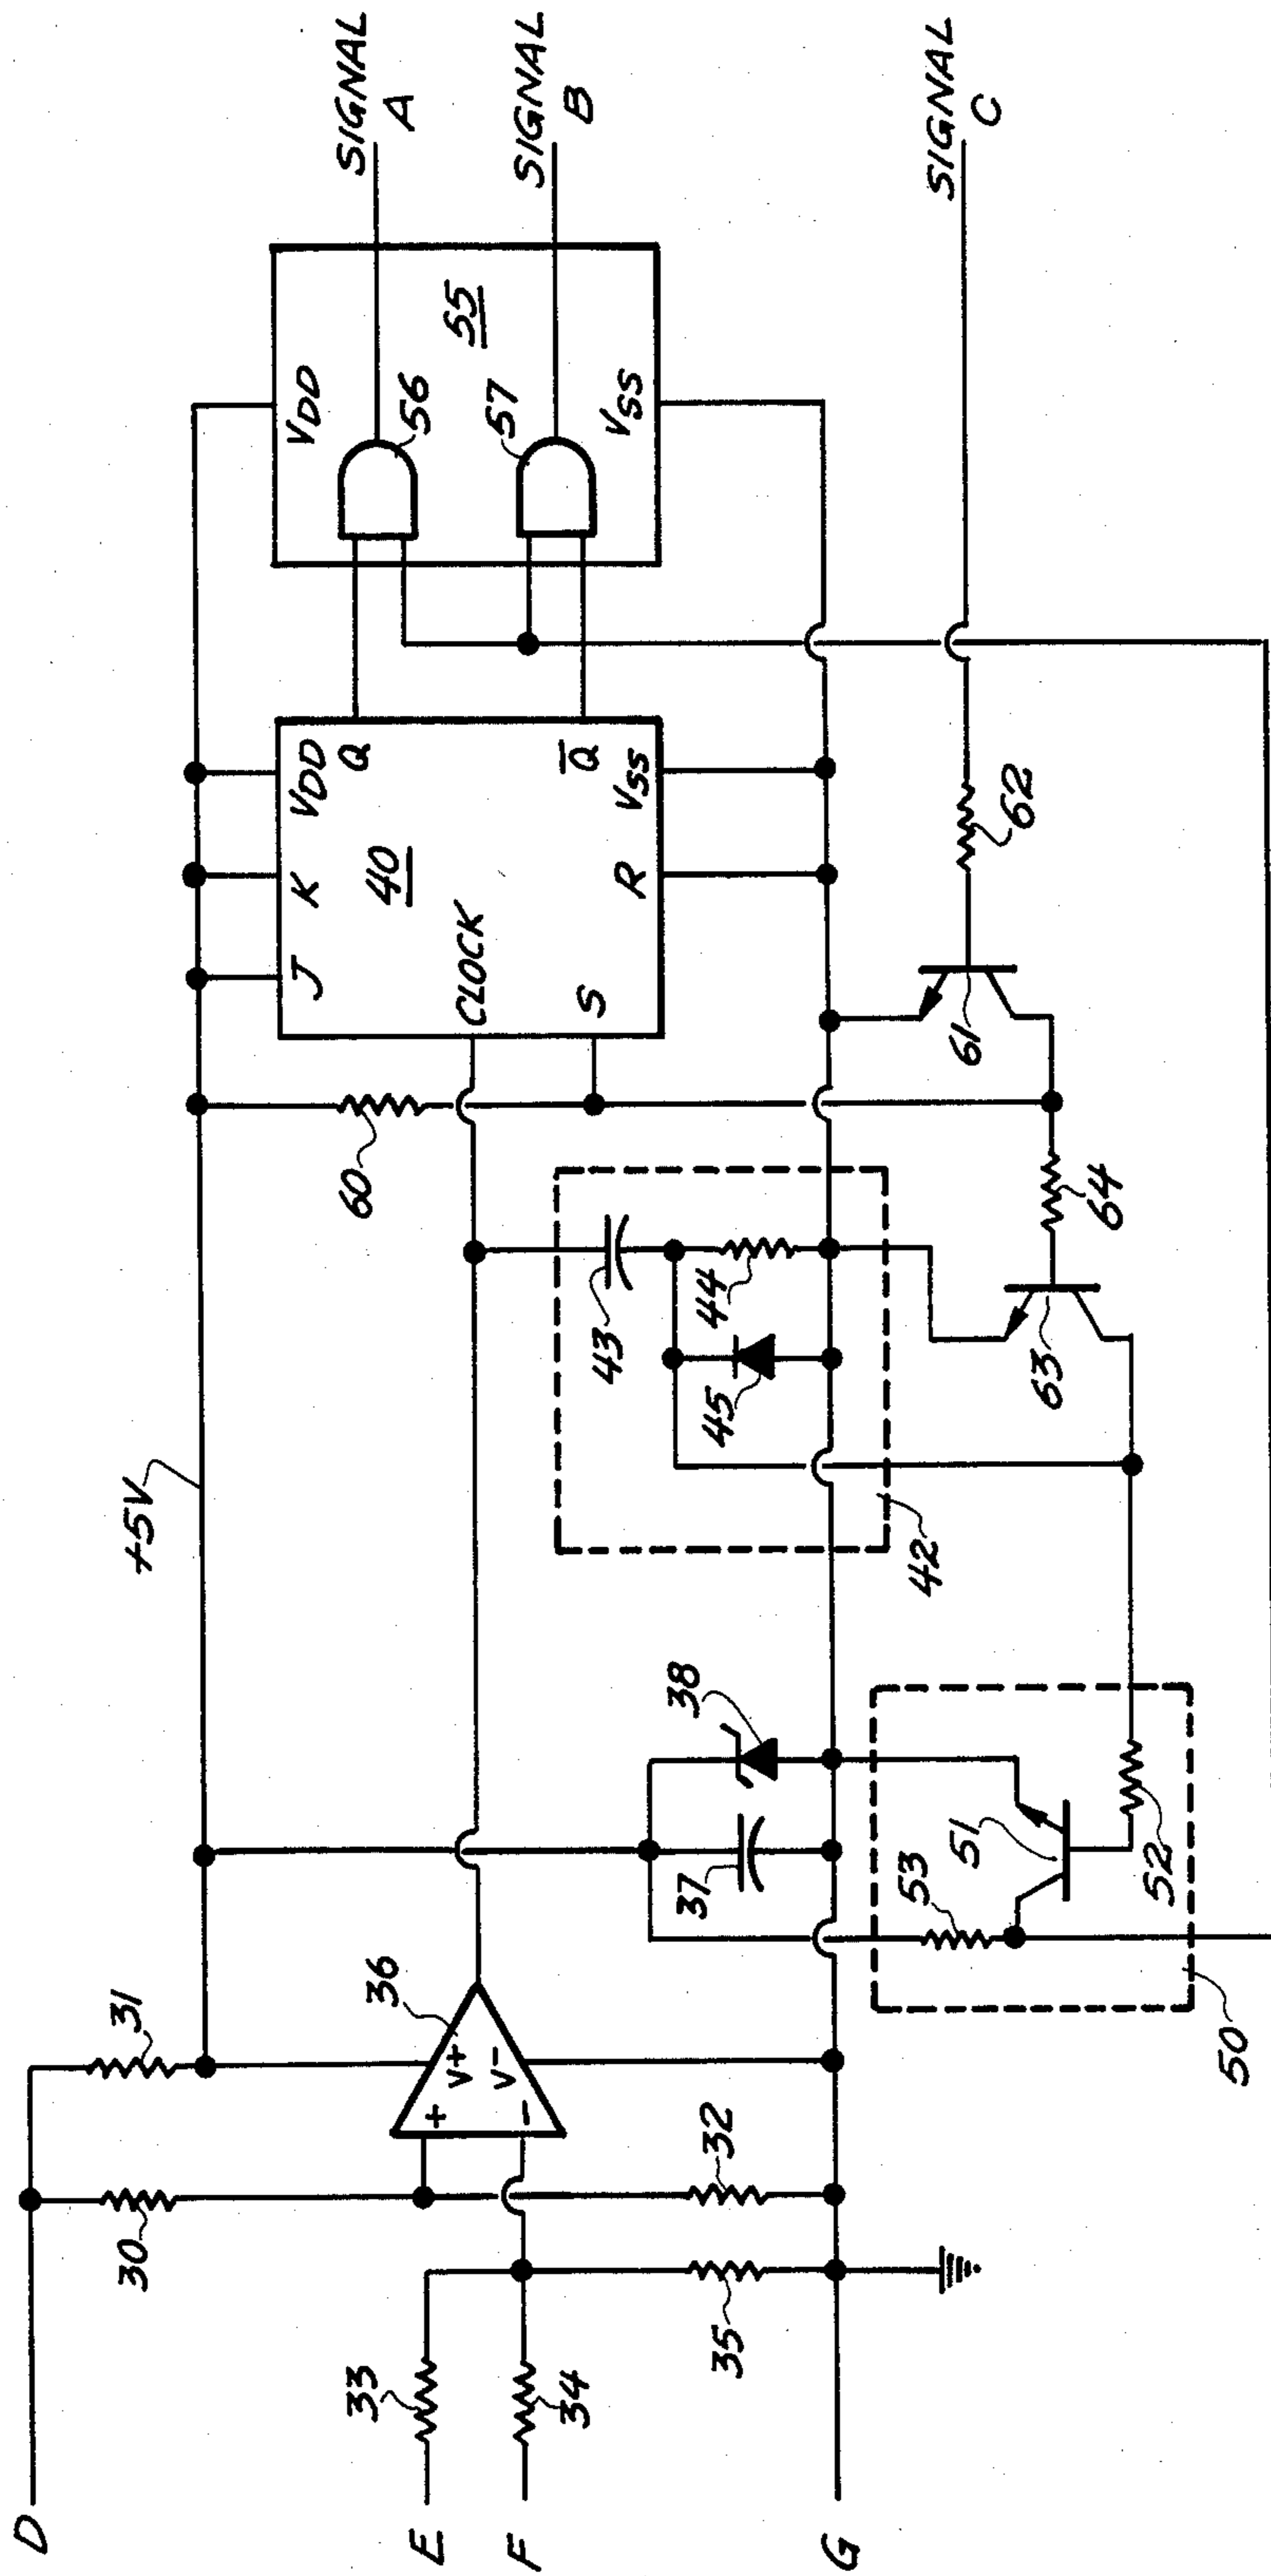 D
E
F
G
30
31
32
33
34
35
36
+
-
V+
V-
+5V
37
38
50
51
52
53
42
43
44
45
60
61
62
63
64
40
J
K
VDD
CLOCK
S
R
VSS
Q
Q̅
55
VDD
VSS
56
57
SIGNAL
A
SIGNAL
B
SIGNAL
C